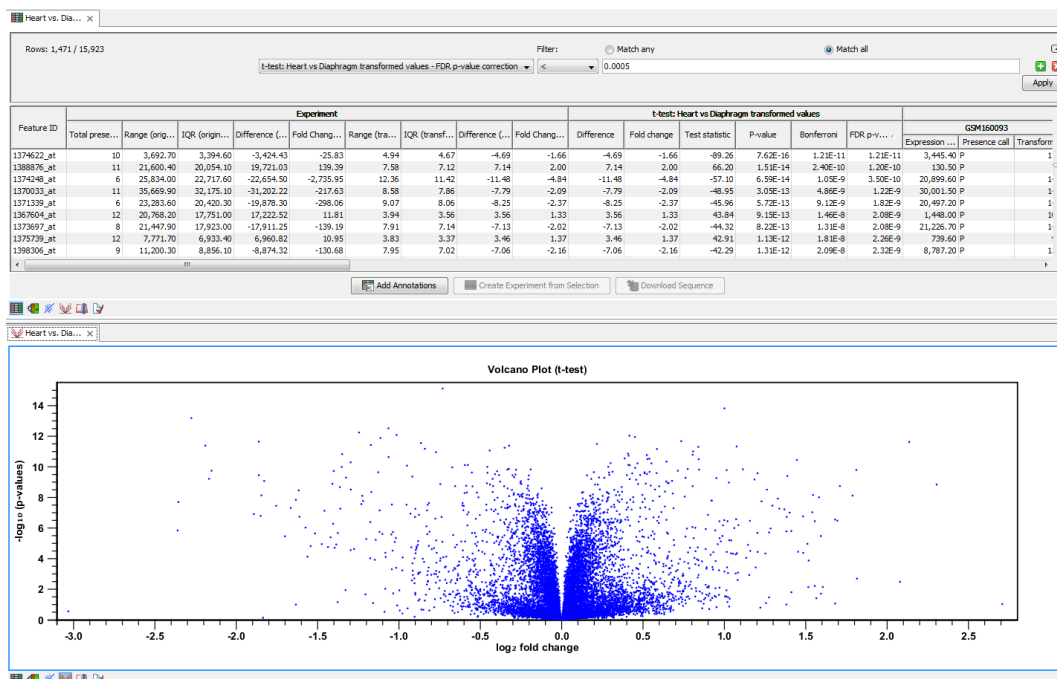 Heart vs. Dia...
Rows: 1,471 / 15,923 Filter: Match any Match all
t-test: Heart vs Diaphragm transformed values - FDR p-value correction < 0.0005
Apply
Experiment t-test: Heart vs Diaphragm transformed values
GSM160093
Feature ID Total prese... Range (orig... IQR (origin... Difference (... Fold Chang... Range (tra... IQR (transf... Difference (... Fold Chang... Difference Fold change Test statistic P-value Bonferroni FDR p-v... Expression ... Presence call Transform
1374622_at 10 3,692.70 3,394.60 -3,424.43 -25.83 4.94 4.67 -4.69 -1.66 -4.69 -1.66 -89.26 7.62E-16 1.21E-11 1.21E-11 3,445.40 P
1388876_at 11 21,600.40 20,054.10 19,721.03 139.39 7.58 7.12 7.14 2.00 7.14 2.00 66.20 1.51E-14 2.40E-10 1.20E-10 130.50 P
1374248_at 6 25,834.00 22,717.60 -22,654.50 -2,735.95 12.36 11.42 -11.48 -4.84 -11.48 -4.84 -57.10 6.59E-14 1.05E-9 3.50E-10 20,899.60 P
1370033_at 11 35,669.90 32,175.10 -31,202.22 -217.63 8.58 7.86 -7.79 -2.09 -7.79 -2.09 -48.95 3.05E-13 4.86E-9 1.22E-9 30,001.50 P
1371339_at 6 23,283.60 20,420.30 -19,878.30 -298.06 9.07 8.06 -8.25 -2.37 -8.25 -2.37 -45.96 5.72E-13 9.12E-9 1.82E-9 20,497.20 P
1367604_at 12 20,768.20 17,751.00 17,222.52 11.81 3.94 3.56 3.56 1.33 3.56 1.33 43.84 9.15E-13 1.46E-8 2.08E-9 1,448.00 P
1373697_at 8 21,447.90 17,923.00 -17,911.25 -139.19 7.91 7.14 -7.13 -2.02 -7.13 -2.02 -44.32 8.22E-13 1.31E-8 2.08E-9 21,226.70 P
1375739_at 12 7,771.70 6,933.40 6,960.82 10.95 3.83 3.37 3.46 1.37 3.46 1.37 42.91 1.13E-12 1.81E-8 2.26E-9 739.60 P
1398306_at 9 11,200.30 8,856.10 -8,874.32 -130.68 7.95 7.02 -7.06 -2.16 -7.06 -2.16 -42.29 1.31E-12 2.09E-8 2.32E-9 8,787.20 P
Add Annotations Create Experiment from Selection Download Sequence
Heart vs. Dia...
Volcano Plot (t-test)
14
12
10
8
6
4
2
0
-log₁₀ (p-values)
-3.0 -2.5 -2.0 -1.5 -1.0 -0.5 0.0 0.5 1.0 1.5 2.0 2.5
log₂ fold change